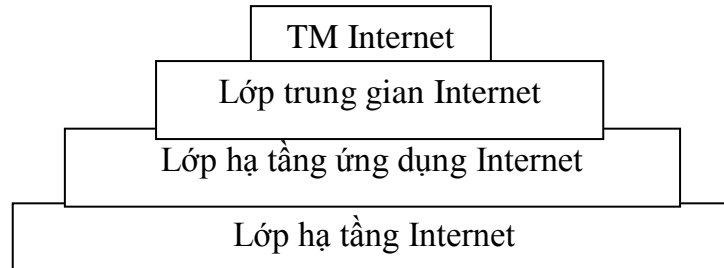 TM Internet
Lớp trung gian Internet
Lớp hạ tầng ứng dụng Internet
Lớp hạ tầng Internet